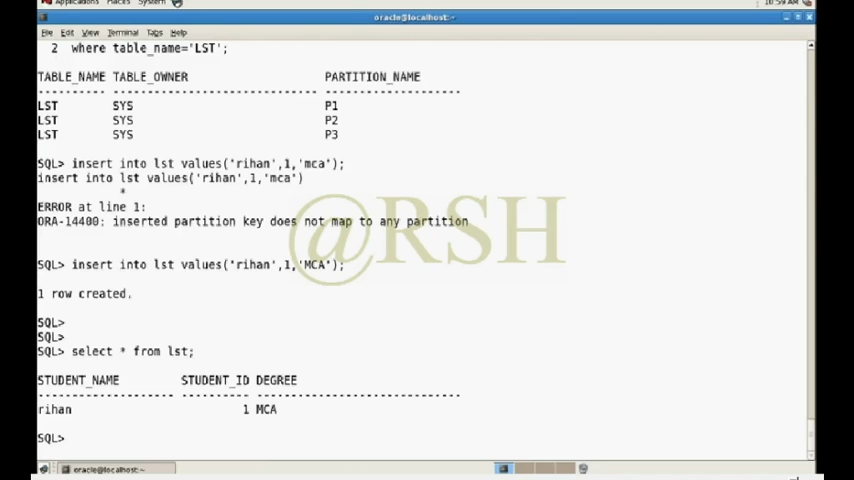 Applications Places System 10:59 AM
oracle@localhost:~
File Edit View Terminal Tabs Help
2 where table_name='LST';
TABLE_NAME TABLE_OWNER PARTITION_NAME
---------- ------------------------------ --------------------
LST SYS P1
LST SYS P2
LST SYS P3
SQL> insert into lst values('rihan',1,'mca');
insert into lst values('rihan',1,'mca')
*
ERROR at line 1:
ORA-14400: inserted partition key does not map to any partition
@RSH
SQL> insert into lst values('rihan',1,'MCA');
1 row created.
SQL>
SQL>
SQL> select * from lst;
STUDENT_NAME STUDENT_ID DEGREE
-------------------- ---------- ------------------------------
rihan 1 MCA
SQL>
oracle@localhost:~